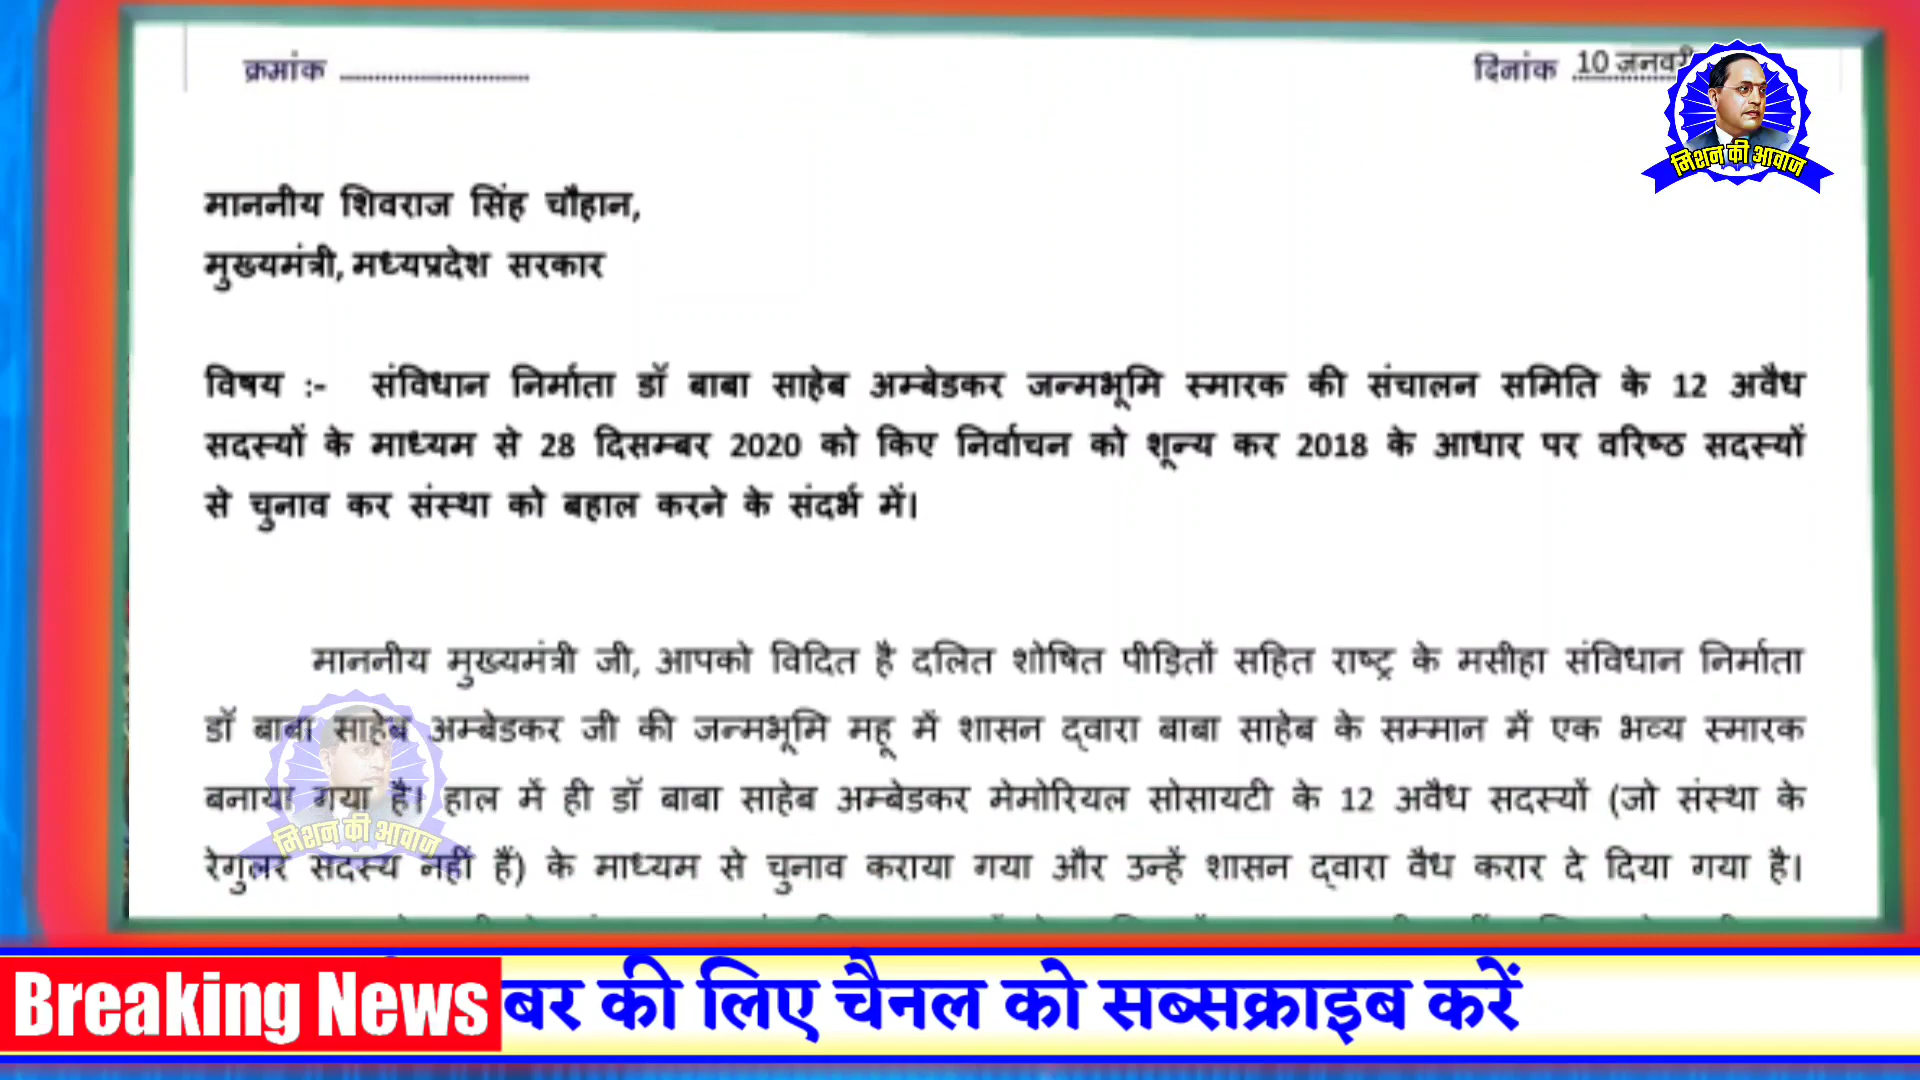 क्रमांक ............................
दिनांक 10 जनवरी
मिशन की आवाज
माननीय शिवराज सिंह चौहान,
मुख्यमंत्री, मध्यप्रदेश सरकार
विषय :- संविधान निर्माता डॉ बाबा साहेब अम्बेडकर जन्मभूमि स्मारक की संचालन समिति के 12 अवैध
सदस्यों के माध्यम से 28 दिसम्बर 2020 को किए निर्वाचन को शून्य कर 2018 के आधार पर वरिष्ठ सदस्यों
से चुनाव कर संस्था को बहाल करने के संदर्भ में।
माननीय मुख्यमंत्री जी, आपको विदित है दलित शोषित पीड़ितों सहित राष्ट्र के मसीहा संविधान निर्माता
डॉ बाबा साहेब अम्बेडकर जी की जन्मभूमि महू में शासन द्वारा बाबा साहेब के सम्मान में एक भव्य स्मारक
बनाया गया है। हाल में ही डॉ बाबा साहेब अम्बेडकर मेमोरियल सोसायटी के 12 अवैध सदस्यों (जो संस्था के
रेगुलर सदस्य नहीं हैं) के माध्यम से चुनाव कराया गया और उन्हें शासन द्वारा वैध करार दे दिया गया है।
मिशन की आवाज
Breaking News
बर की लिए चैनल को सब्सक्राइब करें